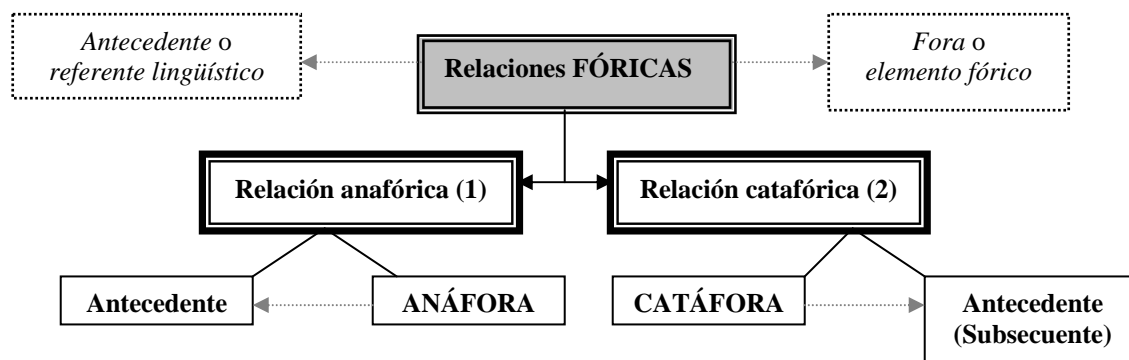 Antecedente o
referente lingüístico
Relaciones FÓRICAS
Fora o
elemento fórico
Relación anafórica (1)
Relación catafórica (2)
Antecedente
ANÁFORA
CATÁFORA
Antecedente
(Subsecuente)